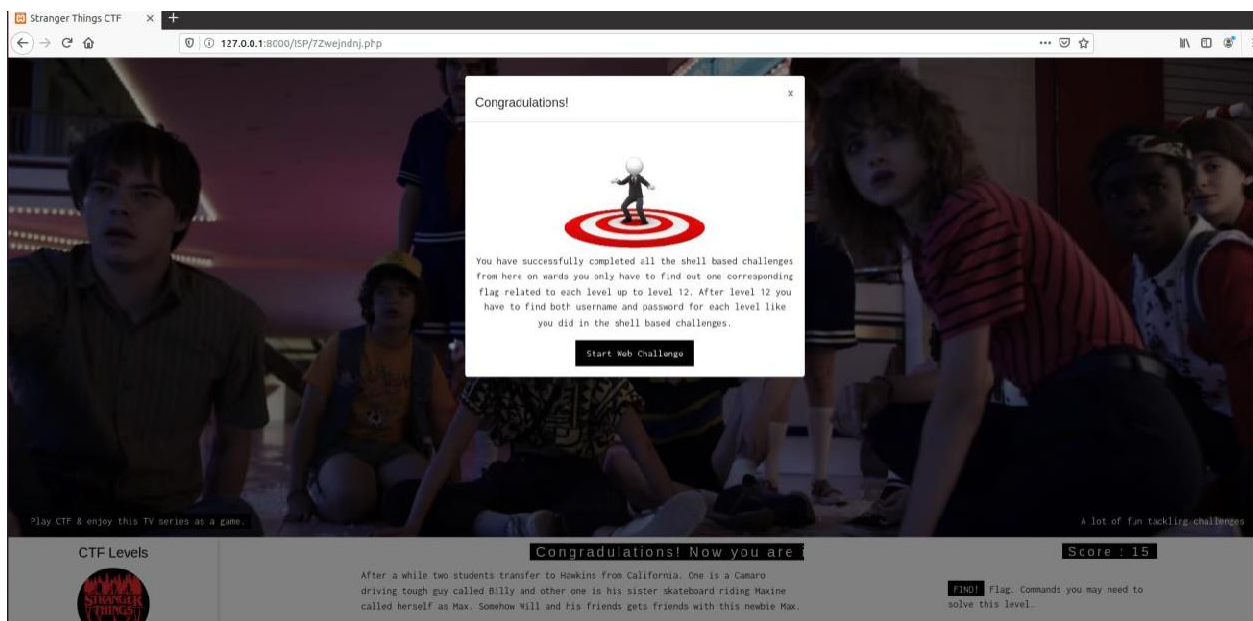 Stranger Things CTF
127.0.0.1:8000/ISP/7Zwejndnj.php
Congraculations!
x
You have successfully completed all the shell based challenges
from here on wards you only have to find out one corresponding
flag related to each level up to level 12. After level 12 you
have to find both username and password for each level like
you did in the shell based challenges.
Start Web Challenge
Play CTF & enjoy this TV series as a game.
A lot of fun tackling challenges
CTF Levels
STRANGER
THINGS
Congradulations! Now you are
Score : 15
After a while two students transfer to Hawkins from California. One is a Camaro
driving tough guy called Billy and other one is his sister skateboard riding Maxine
called herself as Max. Somehow Will and his friends gets friends with this newbie Max.
FIND! Flag. Commands you may need to
solve this level.